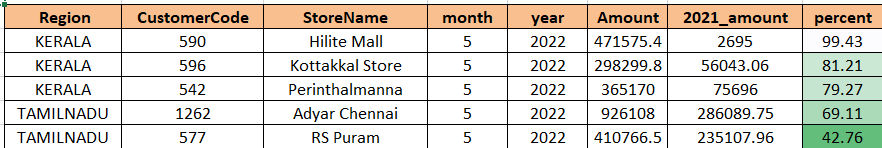 Region CustomerCode StoreName month year Amount 2021_amount percent
KERALA 590 Hilite Mall 5 2022 471575.4 2695 99.43
KERALA 596 Kottakkal Store 5 2022 298299.8 56043.06 81.21
KERALA 542 Perinthalmanna 5 2022 365170 75696 79.27
TAMILNADU 1262 Adyar Chennai 5 2022 926108 286089.75 69.11
TAMILNADU 577 RS Puram 5 2022 410766.5 235107.96 42.76